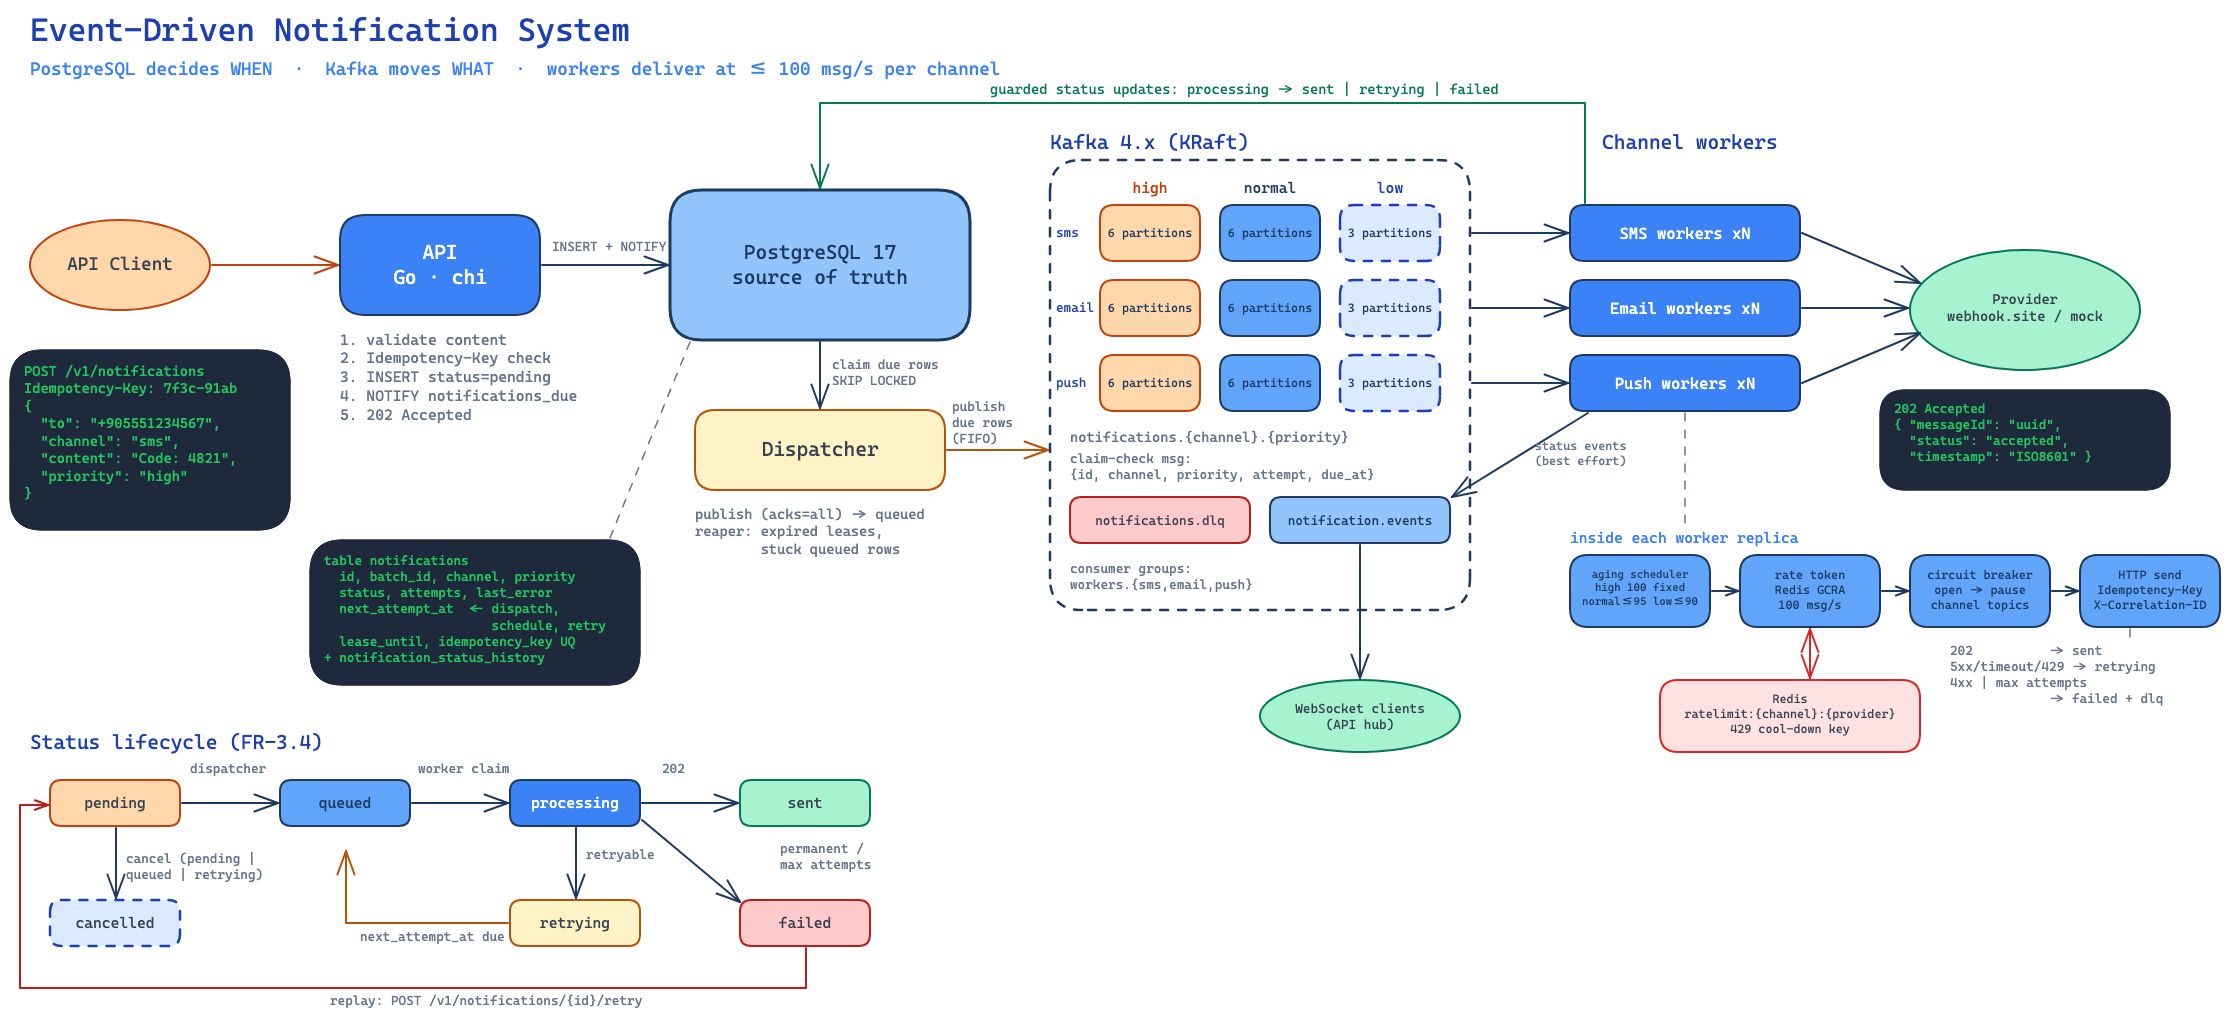 Event-Driven Notification System
PostgreSQL decides WHEN · Kafka moves WHAT · workers deliver at ≤ 100 msg/s per channel
guarded status updates: processing → sent | retrying | failed
API Client
API
Go · chi
INSERT + NOTIFY
PostgreSQL 17
source of truth
1. validate content
2. Idempotency-Key check
3. INSERT status=pending
4. NOTIFY notifications_due
5. 202 Accepted
POST /v1/notifications
Idempotency-Key: 7f3c-91ab
{
  "to": "+905551234567",
  "channel": "sms",
  "content": "Code: 4821",
  "priority": "high"
}
claim due rows
SKIP LOCKED
Dispatcher
publish
due rows
(FIFO)
publish (acks=all) → queued
reaper: expired leases,
        stuck queued rows
table notifications
  id, batch_id, channel, priority
  status, attempts, last_error
  next_attempt_at  ← dispatch,
                      schedule, retry
  lease_until, idempotency_key UQ
+ notification_status_history
Kafka 4.x (KRaft)
high normal low
sms 6 partitions 6 partitions 3 partitions
email 6 partitions 6 partitions 3 partitions
push 6 partitions 6 partitions 3 partitions
notifications.{channel}.{priority}
claim-check msg:
{id, channel, priority, attempt, due_at}
notifications.dlq
notification.events
consumer groups:
workers.{sms,email,push}
WebSocket clients
(API hub)
Channel workers
SMS workers xN
Email workers xN
Push workers xN
status events
(best effort)
Provider
webhook.site / mock
202 Accepted
{ "messageId": "uuid",
  "status": "accepted",
  "timestamp": "ISO8601" }
inside each worker replica
aging scheduler
high 100 fixed
normal≤95 low≤90
rate token
Redis GCRA
100 msg/s
circuit breaker
open → pause
channel topics
HTTP send
Idempotency-Key
X-Correlation-ID
Redis
ratelimit:{channel}:{provider}
429 cool-down key
202          → sent
5xx/timeout/429 → retrying
4xx | max attempts
             → failed + dlq
Status lifecycle (FR-3.4)
pending
dispatcher
queued
worker claim
processing
202
sent
cancel (pending |
queued | retrying)
cancelled
retryable
retrying
next_attempt_at due
permanent /
max attempts
failed
replay: POST /v1/notifications/{id}/retry